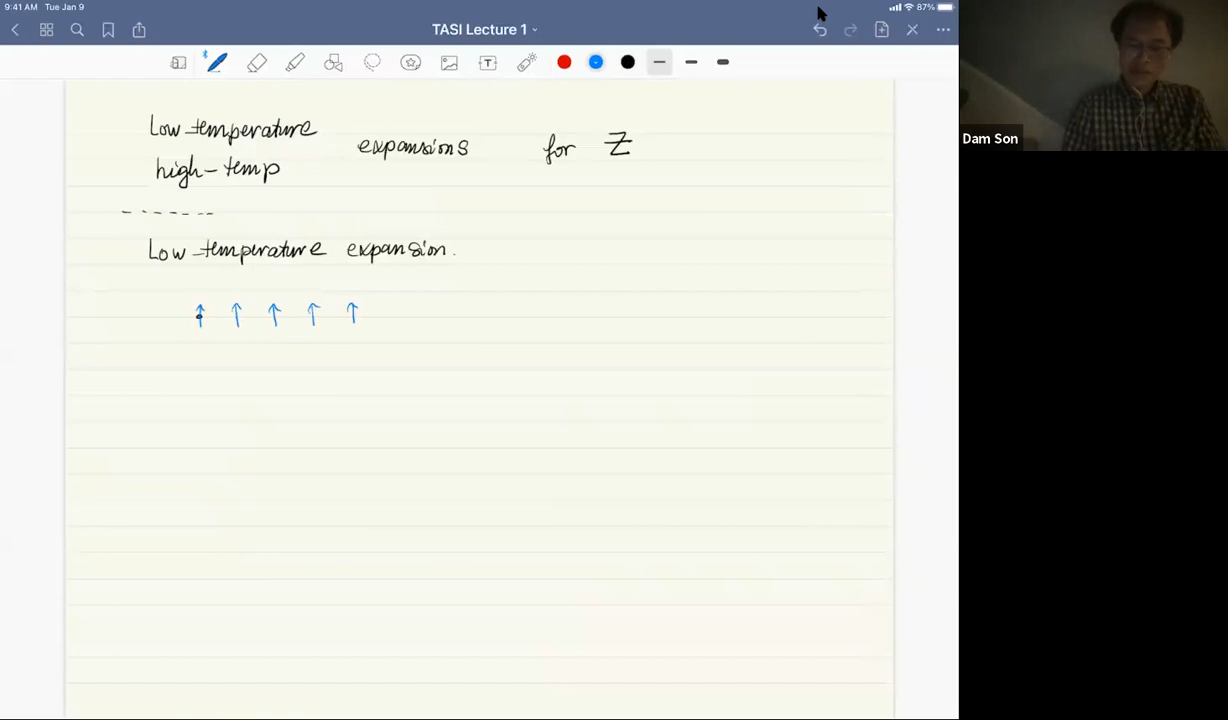 9:41 AM Tue Jan 9
87%
TASI Lecture 1
T
Low-temperature
high-temp
expansions for Z
Low-temperature expansion.
Dam Son